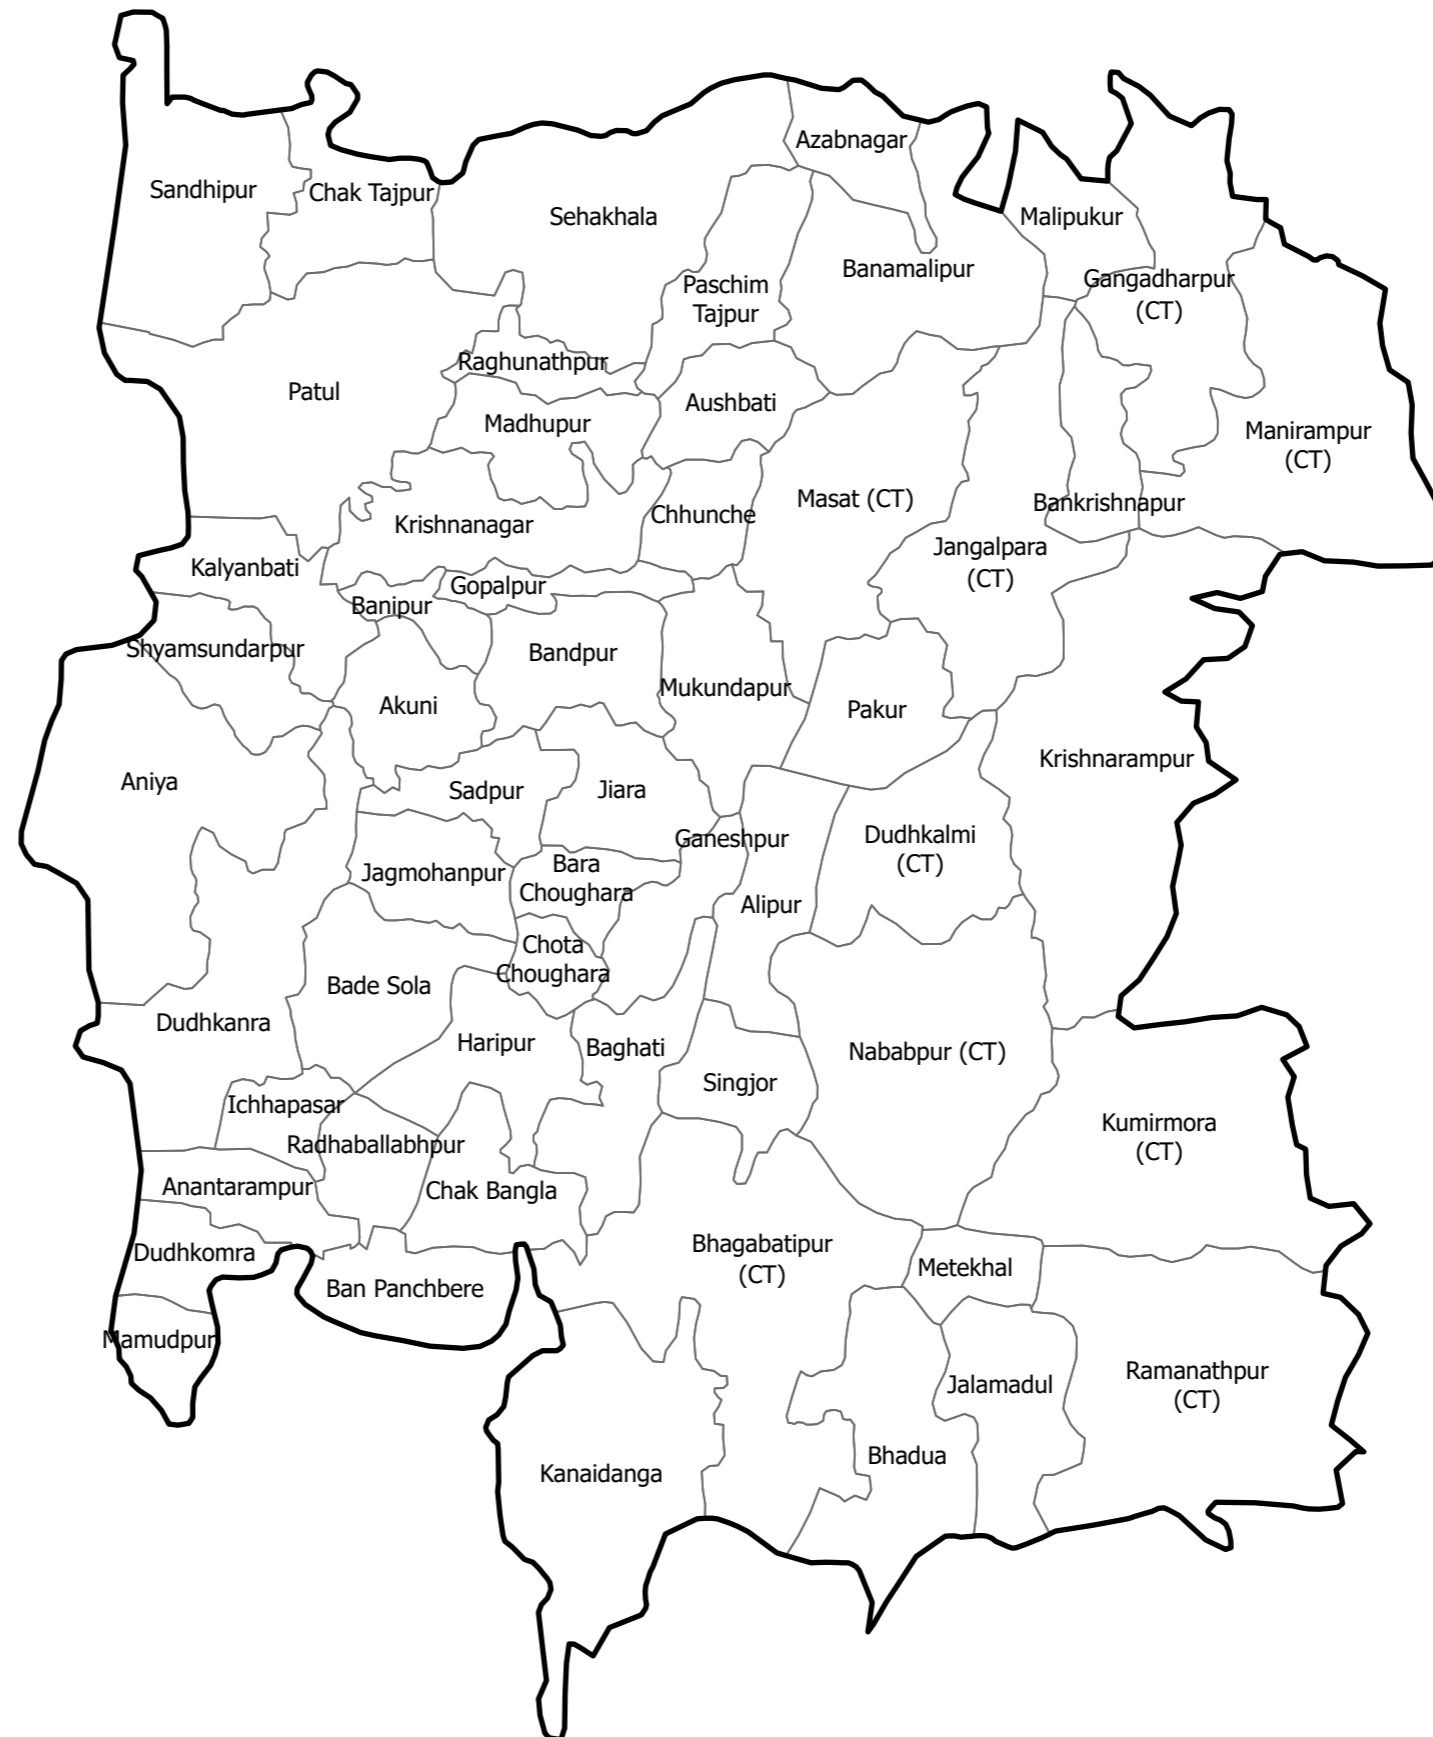 Azabnagar
Sandhipur
Chak Tajpur
Sehakhala
Malipukur
Banamalipur
Gangadharpur
(CT)
Paschim
Tajpur
Raghunathpur
Patul
Aushbati
Madhupur
Manirampur
(CT)
Masat (CT)
Bankrishnapur
Chhunche
Krishnanagar
Jangalpara
(CT)
Kalyanbati
Gopalpur
Banipur
Shyamsundarpur
Bandpur
Mukundapur
Akuni
Pakur
Krishnarampur
Aniya
Sadpur
Jiara
Ganeshpur
Dudhkalmi
(CT)
Jagmohanpur
Bara
Choughara
Alipur
Chota
Choughara
Bade Sola
Dudhkanra
Haripur
Baghati
Nababpur (CT)
Singjor
Ichhapasar
Kumirmora
(CT)
Radhaballabhpur
Anantarampur
Chak Bangla
Bhagabatipur
(CT)
Dudhkomra
Metekhal
Ban Panchbere
Mamudpur
Ramanathpur
(CT)
Jalamadul
Bhadua
Kanaidanga